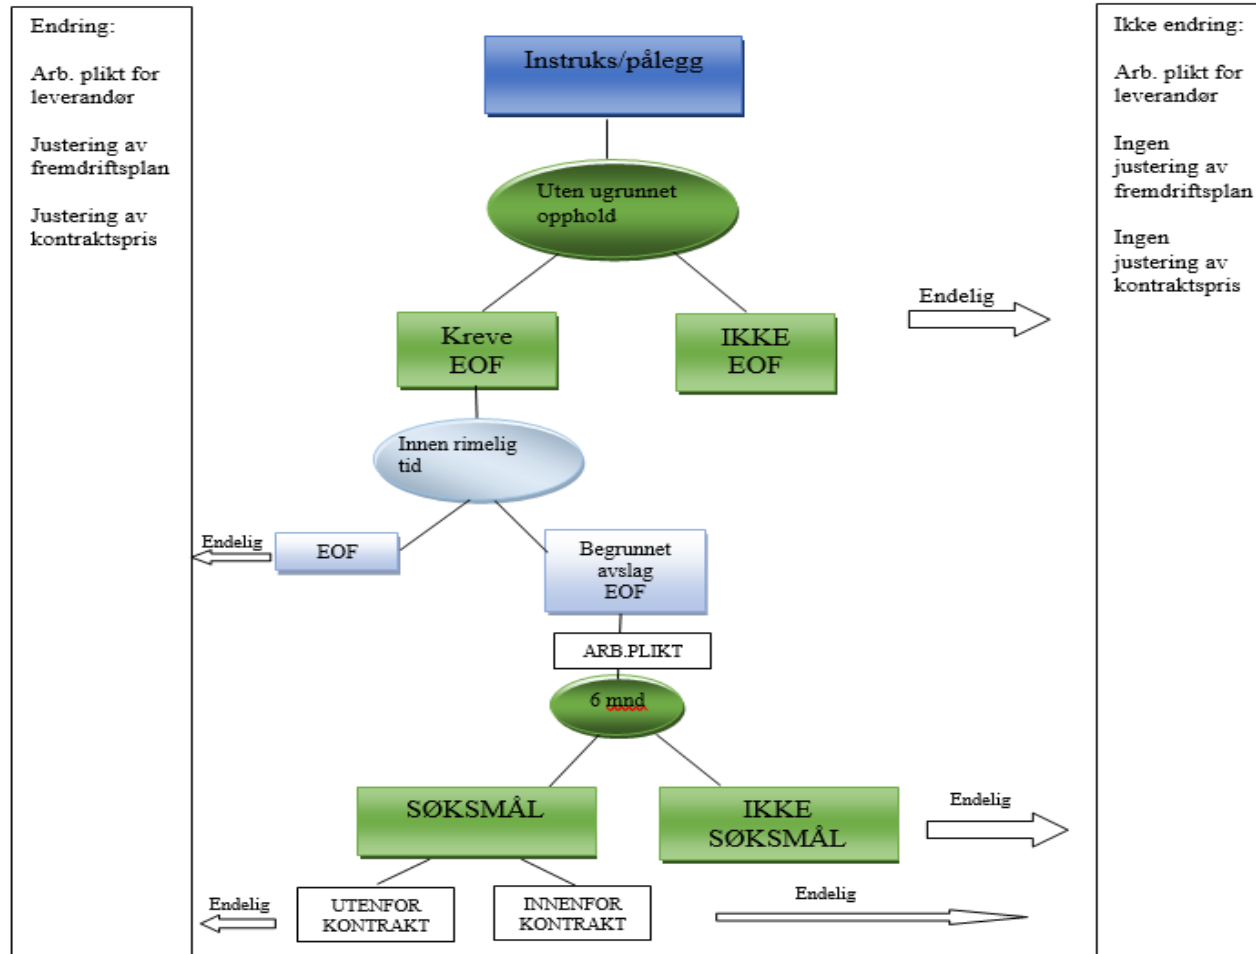 Endring:
Arb. plikt for
leverandør
Justering av
fremdriftsplan
Justering av
kontraktspris
Instruks/pålegg
Uten ugrunnet
opphold
Kreve
EOF
IKKE
EOF
Endelig
Innen rimelig
tid
Endelig
EOF
Begrunnet
avslag
EOF
ARB.PLIKT
6 mnd
SØKSMÅL
IKKE
SØKSMÅL
Endelig
Endelig
UTENFOR
KONTRAKT
INNENFOR
KONTRAKT
Endelig
Ikke endring:
Arb. plikt for
leverandør
Ingen
justering av
fremdriftsplan
Ingen
justering av
kontraktspris